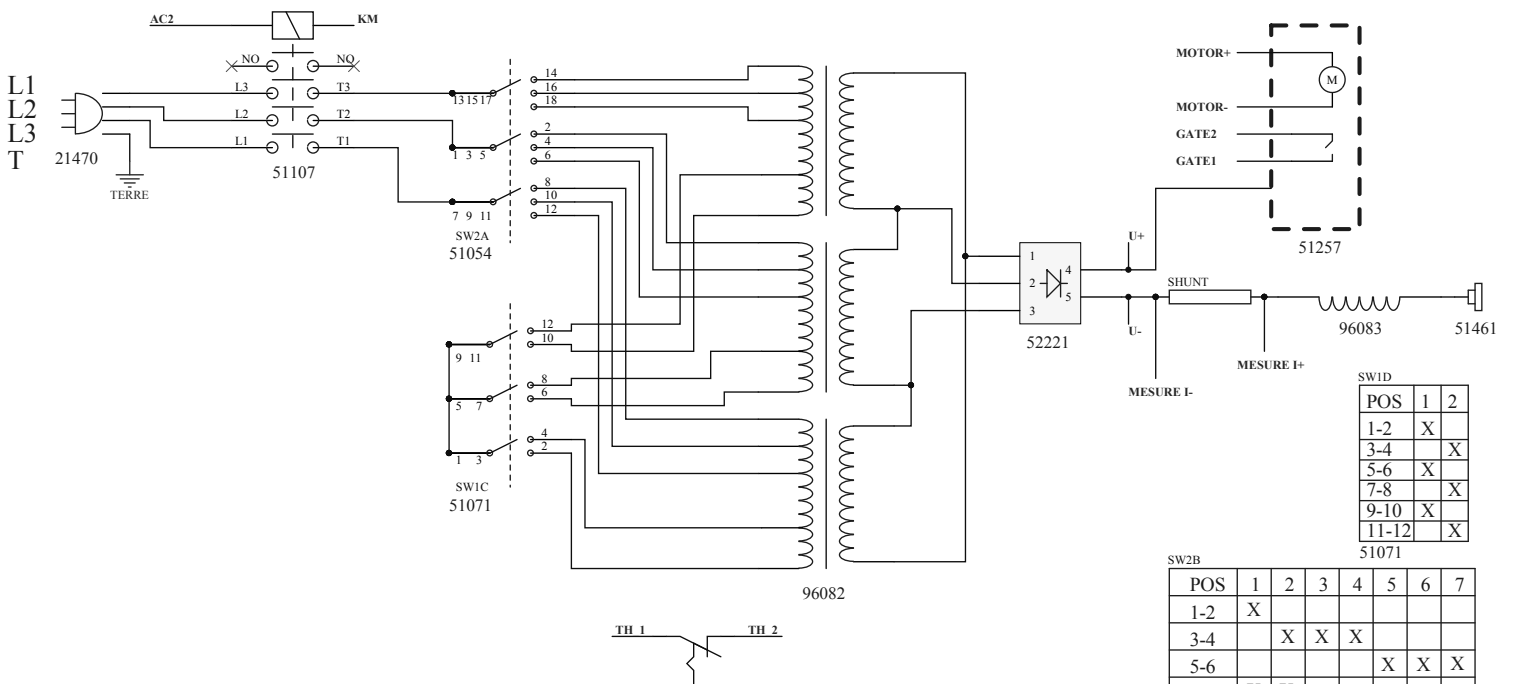 AC2 KM
NO NO
L1
L2
L3
T
L3 T3
L2 T2
L1 T1
21470
TERRE
51107
13 15 17
14
16
18
1 3 5
2
4
6
7 9 11
8
10
12
SW2A
51054
9 11
12
10
5 7
8
6
1 3
4
2
SW1C
51071
96082
TH 1 TH 2
1
2
3
4
5
52221
U+
U-
MESURE I-
SHUNT
MESURE I+
96083
51461
MOTOR+
M
MOTOR-
GATE2
GATE1
51257
SW1D
POS 1 2
1-2 X
3-4 X
5-6 X
7-8 X
9-10 X
11-12 X
51071
SW2B
POS 1 2 3 4 5 6 7
1-2 X
3-4 X X X
5-6 X X X